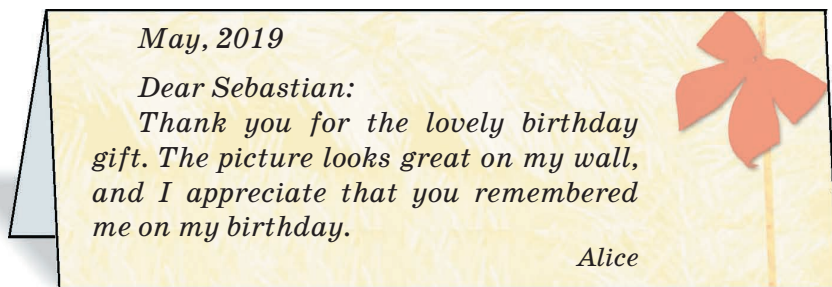 May, 2019
Dear Sebastian:
Thank you for the lovely birthday
gift. The picture looks great on my wall,
and I appreciate that you remembered
me on my birthday.
Alice